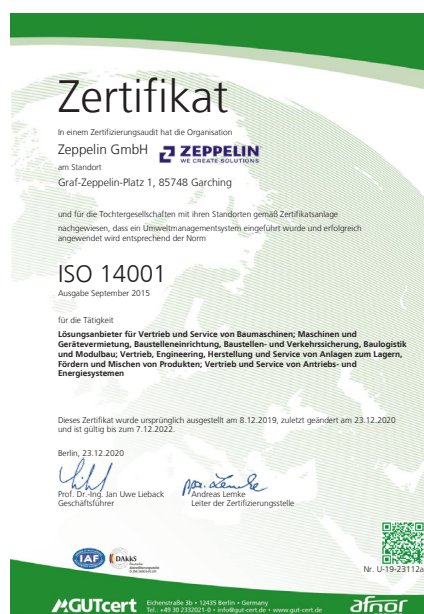 Zertifikat
In einem Zertifizierungsaudit hat die Organisation
Zeppelin GmbH ZEPPELIN
WE CREATE SOLUTIONS
am Standort
Graf-Zeppelin-Platz 1, 85748 Garching
und für die Tochtergesellschaften mit ihren Standorten gemäß Zertifikatsanlage
nachgewiesen, dass ein Umweltmanagementsystem eingeführt wurde und erfolgreich
angewendet wird entsprechend der Norm
ISO 14001
Ausgabe September 2015
für die Tätigkeit
Lösungsanbieter für Vertrieb und Service von Baumaschinen; Maschinen und
Gerätevermietung, Baustelleneinrichtung, Baustellen- und Verkehrssicherung, Baulogistik
und Modulbau; Vertrieb, Engineering, Herstellung und Service von Anlagen zum Lagern,
Fördern und Mischen von Produkten; Vertrieb und Service von Antriebs- und
Energiesystemen
Dieses Zertifikat wurde ursprünglich ausgestellt am 8.12.2019, zuletzt geändert am 23.12.2020
und ist gültig bis zum 7.12.2022.
Berlin, 23.12.2020
Prof. Dr.-Ing. Jan Uwe Lieback
Geschäftsführer
ppa. Lemke
Andreas Lemke
Leiter der Zertifizierungsstelle
IAF
DAkkS
Deutsche
Akkreditierungsstelle
Nr. U-19-23112a
GUTcert
Eichenstraße 3b • 12435 Berlin • Germany
Tel.: +49 30 2332021-0 • info@gut-cert.de • www.gut-cert.de
afnor